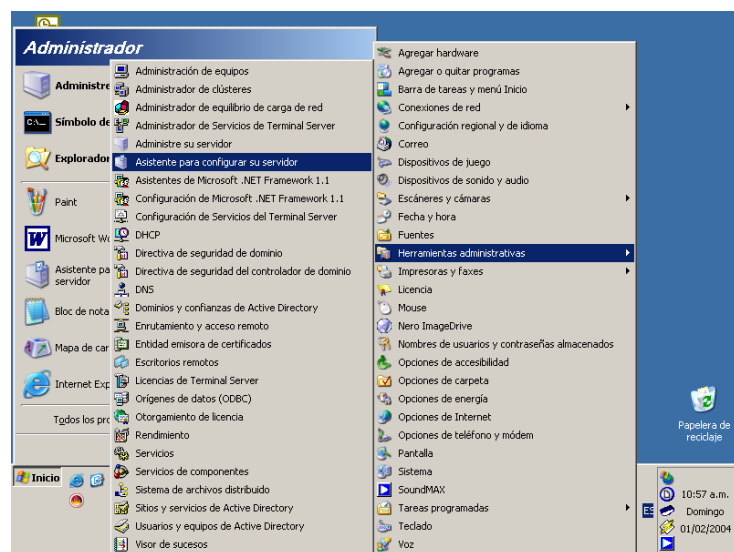 Administrador
Administre
Símbolo de
Explorador
Paint
Microsoft Wo
Asistente pa
servidor
Bloc de nota
Mapa de car
Internet Exp
Todos los pro
Administración de equipos
Administrador de clústeres
Administrador de equilibrio de carga de red
Administrador de Servicios de Terminal Server
Administre su servidor
Asistente para configurar su servidor
Asistentes de Microsoft .NET Framework 1.1
Configuración de Microsoft .NET Framework 1.1
Configuración de Servicios del Terminal Server
DHCP
Directiva de seguridad de dominio
Directiva de seguridad del controlador de dominio
DNS
Dominios y confianzas de Active Directory
Enrutamiento y acceso remoto
Entidad emisora de certificados
Escritorios remotos
Licencias de Terminal Server
Orígenes de datos (ODBC)
Otorgamiento de licencia
Rendimiento
Servicios
Servicios de componentes
Sistema de archivos distribuido
Sitios y servicios de Active Directory
Usuarios y equipos de Active Directory
Visor de sucesos
Agregar hardware
Agregar o quitar programas
Barra de tareas y menú Inicio
Conexiones de red
Configuración regional y de idioma
Correo
Dispositivos de juego
Dispositivos de sonido y audio
Escáneres y cámaras
Fecha y hora
Fuentes
Herramientas administrativas
Impresoras y faxes
Licencia
Mouse
Nero ImageDrive
Nombres de usuarios y contraseñas almacenados
Opciones de accesibilidad
Opciones de carpeta
Opciones de energía
Opciones de Internet
Opciones de teléfono y módem
Pantalla
Sistema
SoundMAX
Tareas programadas
Teclado
Voz
Papelera de
reciclaje
Inicio
ES
10:57 a.m.
Domingo
01/02/2004